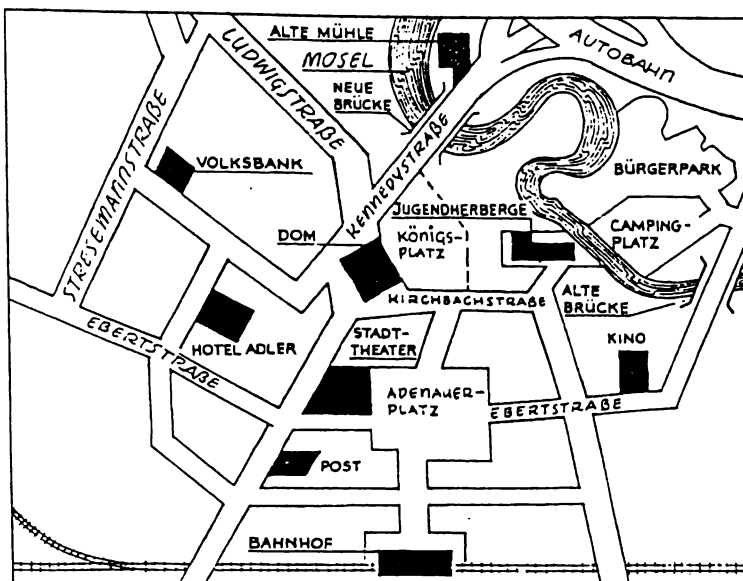 ALTE MÜHLE
MOSEL
NEUE
BRÜCKE
AUTOBAHN
LUDWIGSTRAßE
STRESEMANNSTRAßE
KENNEDYSTRAßE
VOLKSBANK
BÜRGERPARK
JUGENDHERBERGE
DOM
KÖNIGS-
PLATZ
CAMPING-
PLATZ
KIRCHBACHSTRAßE
ALTE
BRÜCKE
EBERTSTRAßE
HOTEL ADLER
STADT-
THEATER
KINO
ADENAUER-
PLATZ
EBERTSTRAßE
POST
BAHNHOF